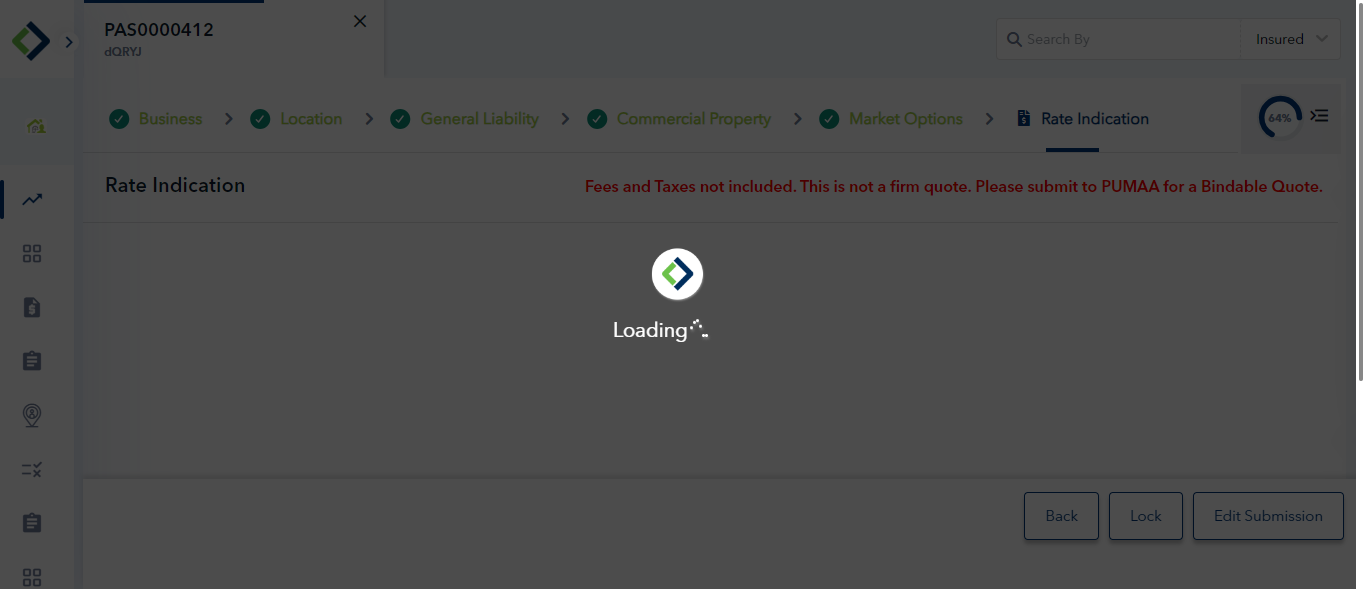 PAS0000412
dQRYJ
Search By
Insured
Business
Location
General Liability
Commercial Property
Market Options
Rate Indication
64%
Rate Indication
Fees and Taxes not included. This is not a firm quote. Please submit to PUMAA for a Bindable Quote.
Loading
Back
Lock
Edit Submission